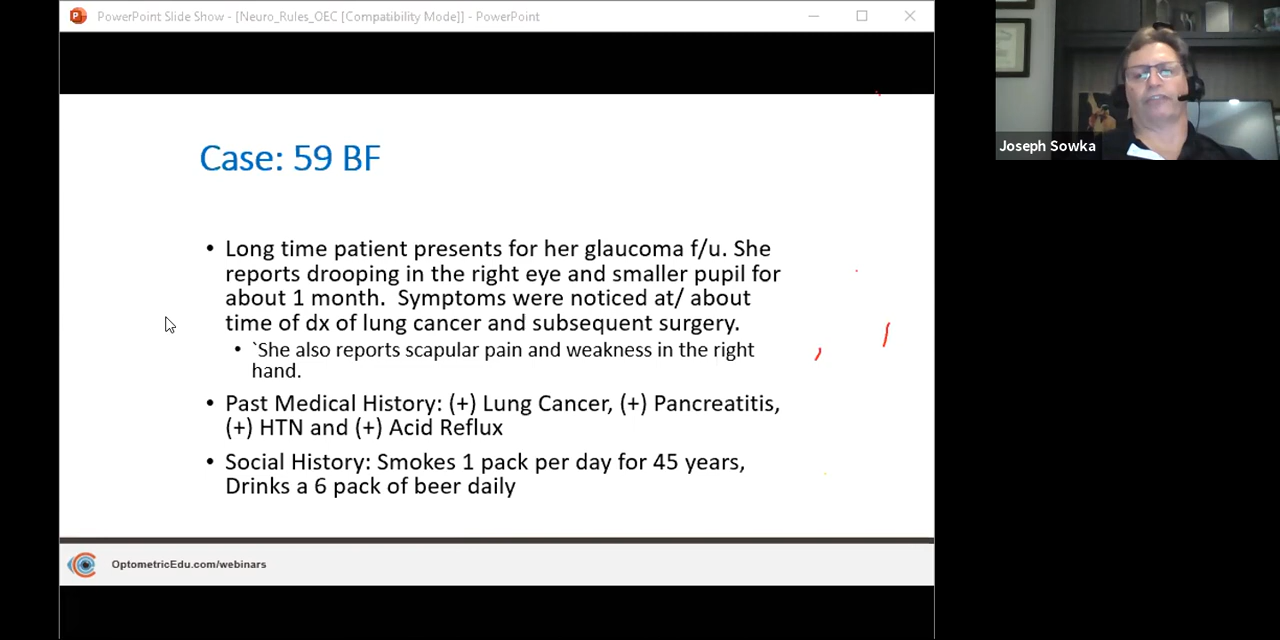 PowerPoint Slide Show - [Neuro_Rules_OEC [Compatibility Mode]] - PowerPoint
Joseph Sowka
Case: 59 BF
• Long time patient presents for her glaucoma f/u. She
reports drooping in the right eye and smaller pupil for
about 1 month. Symptoms were noticed at/ about
time of dx of lung cancer and subsequent surgery.
• `She also reports scapular pain and weakness in the right
hand.
• Past Medical History: (+) Lung Cancer, (+) Pancreatitis,
(+) HTN and (+) Acid Reflux
• Social History: Smokes 1 pack per day for 45 years,
Drinks a 6 pack of beer daily
OptometricEdu.com/webinars